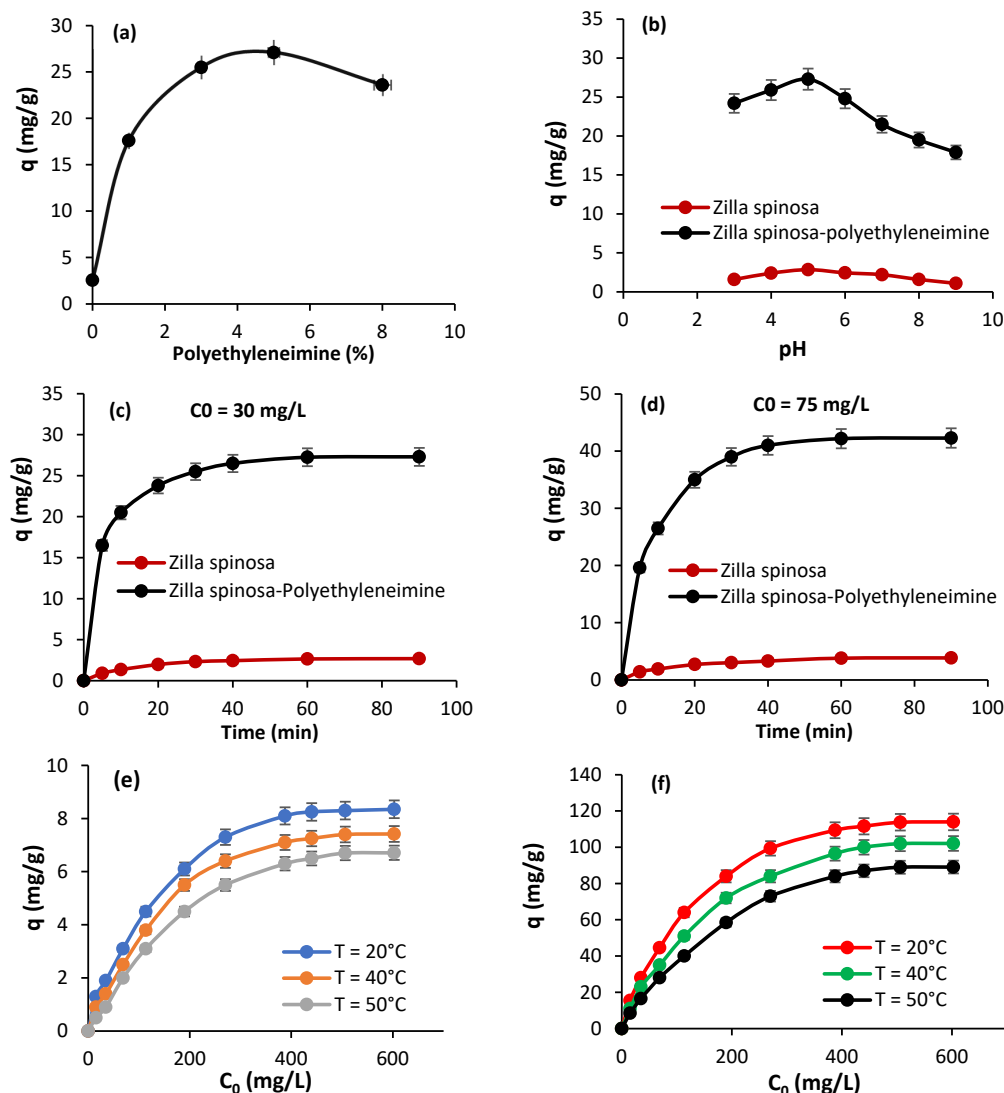 (a)
q (mg/g)
30
25
20
15
10
5
0
0 2 4 6 8 10
Polyethyleneimine (%)
(b)
q (mg/g)
35
30
25
20
15
10
5
0
Zilla spinosa
Zilla spinosa-polyethyleneimine
0 2 4 6 8 10
pH
(c) C0 = 30 mg/L
q (mg/g)
35
30
25
20
15
10
5
0
Zilla spinosa
Zilla spinosa-Polyethyleneimine
0 20 40 60 80 100
Time (min)
(d) C0 = 75 mg/L
q (mg/g)
50
40
30
20
10
0
Zilla spinosa
Zilla spinosa-Polyethyleneimine
0 20 40 60 80 100
Time (min)
(e)
q (mg/g)
10
8
6
4
2
0
T = 20°C
T = 40°C
T = 50°C
0 200 400 600
C₀ (mg/L)
(f)
q (mg/g)
140
120
100
80
60
40
20
0
T = 20°C
T = 40°C
T = 50°C
0 200 400 600
C₀ (mg/L)